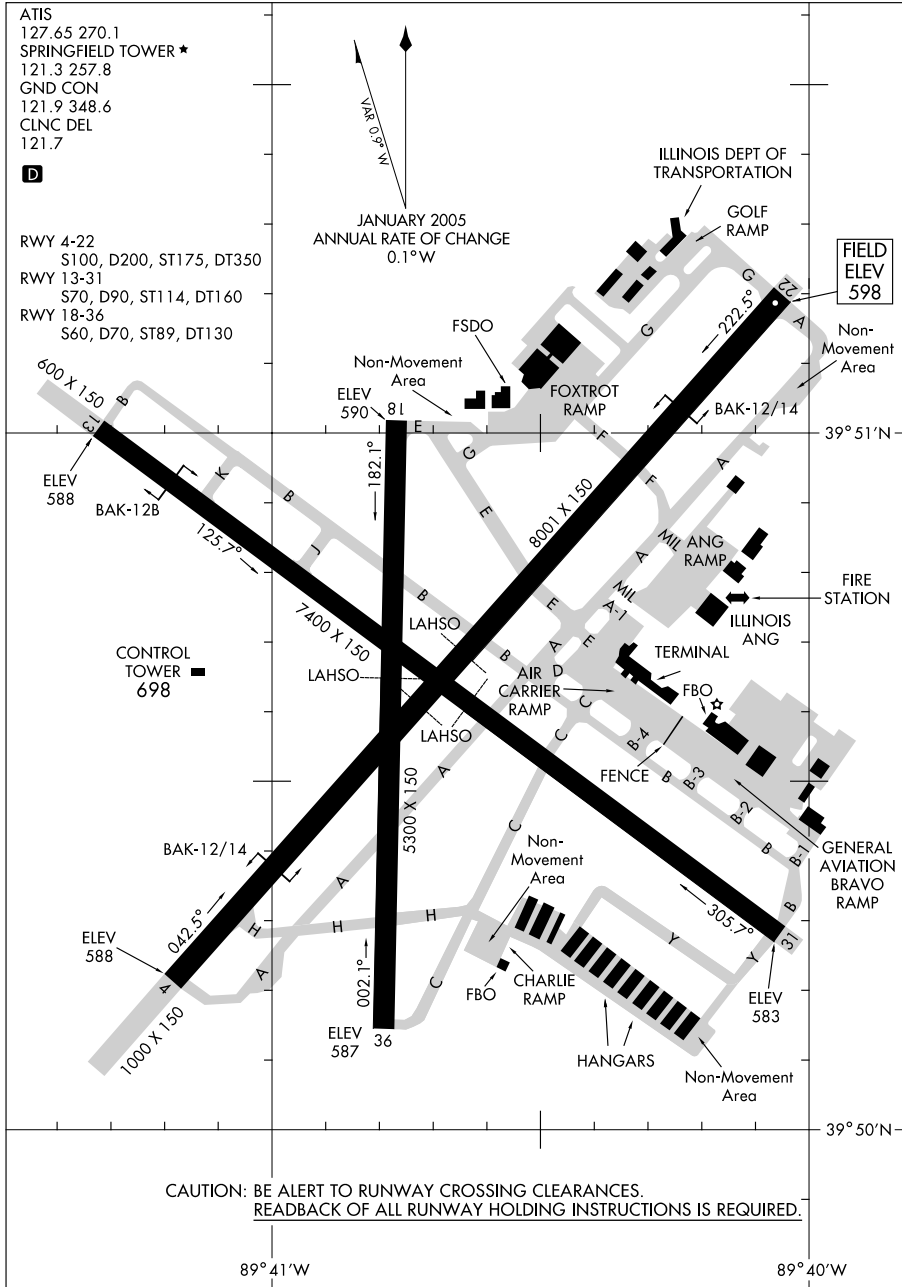 ATIS
127.65 270.1
SPRINGFIELD TOWER ★
121.3 257.8
GND CON
121.9 348.6
CLNC DEL
121.7
D
VAR 0.9° W
JANUARY 2005
ANNUAL RATE OF CHANGE
0.1° W
RWY 4-22
S100, D200, ST175, DT350
RWY 13-31
S70, D90, ST114, DT160
RWY 18-36
S60, D70, ST89, DT130
ILLINOIS DEPT OF
TRANSPORTATION
GOLF
RAMP
FIELD
ELEV
598
G
22
A
222.5°
Non-
Movement
Area
G
FSDO
Non-Movement
Area
FOXTROT
RAMP
BAK-12/14
39°51'N
600 X 150
B
13
ELEV
588
ELEV
590
18
E
G
F
F
A
182.1°
K
B
BAK-12B
125.7°
J
E
8001 X 150
MIL
ANG
RAMP
A
MIL
A-1
FIRE
STATION
ILLINOIS
ANG
7400 X 150
B
LAHSO
E
E
A
D
B
TERMINAL
CONTROL
TOWER
698
LAHSO
AIR
CARRIER
RAMP
C
FBO
LAHSO
C
B-4
FENCE
B
B-3
A
5300 X 150
B-2
BAK-12/14
C
Non-
Movement
Area
B
B-1
GENERAL
AVIATION
BRAVO
RAMP
A
042.5°
H
H
H
305.7°
B
31
ELEV
588
4
A
002.1°
C
Y
Y
FBO
CHARLIE
RAMP
ELEV
583
1000 X 150
ELEV
587
36
HANGARS
Non-Movement
Area
39°50'N
CAUTION: BE ALERT TO RUNWAY CROSSING CLEARANCES.
READBACK OF ALL RUNWAY HOLDING INSTRUCTIONS IS REQUIRED.
89°41'W
89°40'W